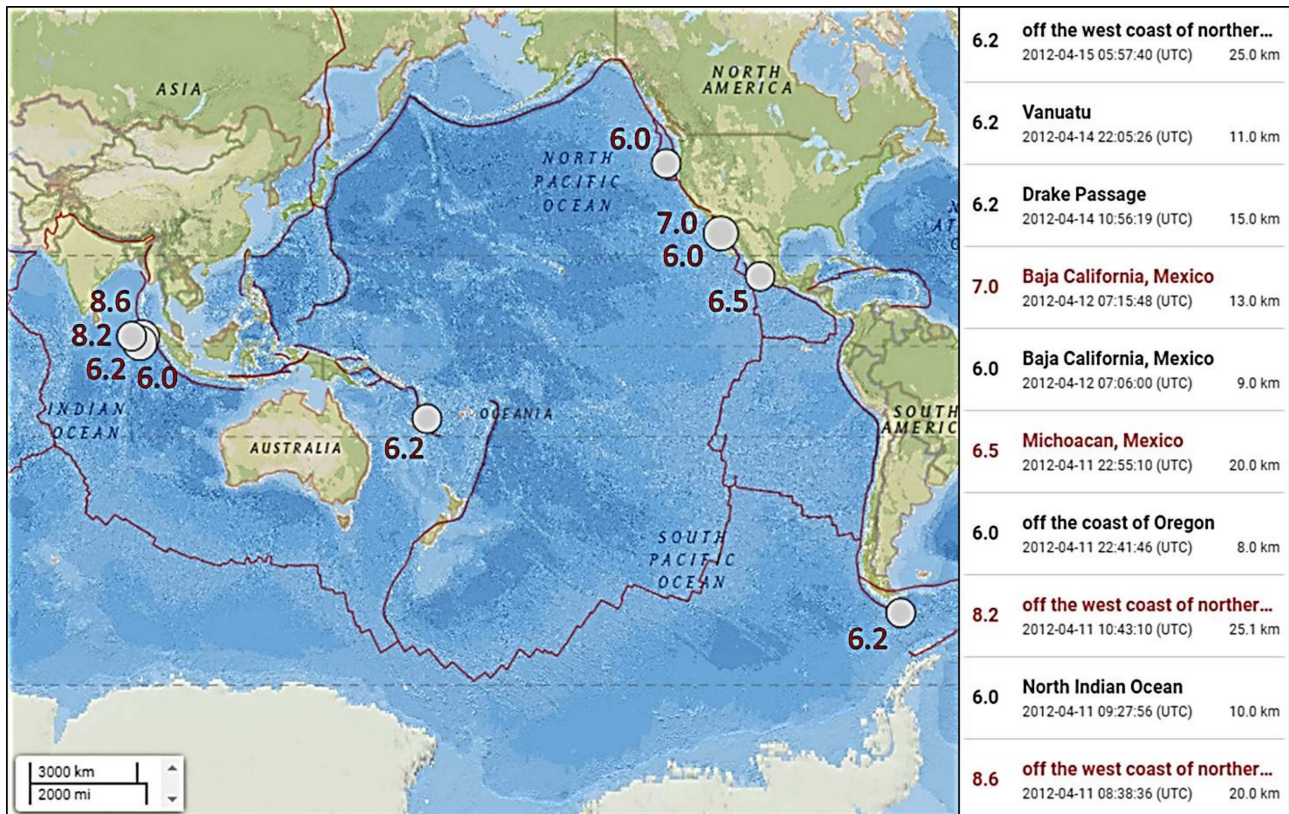 ASIA
NORTH
AMERICA
NORTH
PACIFIC
OCEAN
6.0
7.0
6.0
6.5
8.6
8.2
6.2
6.0
INDIAN
OCEAN
AUSTRALIA
OCEANIA
6.2
SOUTH
AMERIC
SOUTH
PACIFIC
OCEAN
6.2
3000 km
2000 mi
6.2
off the west coast of norther...
2012-04-15 05:57:40 (UTC)
25.0 km
6.2
Vanuatu
2012-04-14 22:05:26 (UTC)
11.0 km
6.2
Drake Passage
2012-04-14 10:56:19 (UTC)
15.0 km
7.0
Baja California, Mexico
2012-04-12 07:15:48 (UTC)
13.0 km
6.0
Baja California, Mexico
2012-04-12 07:06:00 (UTC)
9.0 km
6.5
Michoacan, Mexico
2012-04-11 22:55:10 (UTC)
20.0 km
6.0
off the coast of Oregon
2012-04-11 22:41:46 (UTC)
8.0 km
8.2
off the west coast of norther...
2012-04-11 10:43:10 (UTC)
25.1 km
6.0
North Indian Ocean
2012-04-11 09:27:56 (UTC)
10.0 km
8.6
off the west coast of norther...
2012-04-11 08:38:36 (UTC)
20.0 km